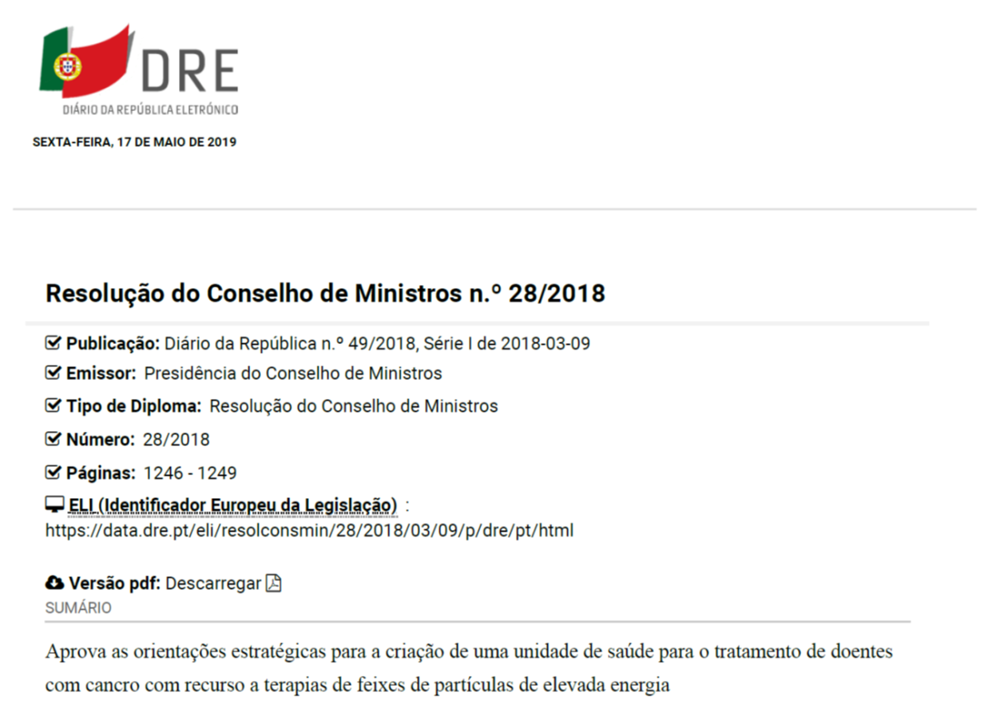 DRE
DIÁRIO DA REPÚBLICA ELETRÓNICO
SEXTA-FEIRA, 17 DE MAIO DE 2019
Resolução do Conselho de Ministros n.º 28/2018
Publicação: Diário da República n.º 49/2018, Série I de 2018-03-09
Emissor: Presidência do Conselho de Ministros
Tipo de Diploma: Resolução do Conselho de Ministros
Número: 28/2018
Páginas: 1246 - 1249
ELI (Identificador Europeu da Legislação) :
https://data.dre.pt/eli/resolconsmin/28/2018/03/09/p/dre/pt/html
Versão pdf: Descarregar
SUMÁRIO
Aprova as orientações estratégicas para a criação de uma unidade de saúde para o tratamento de doentes
com cancro com recurso a terapias de feixes de partículas de elevada energia